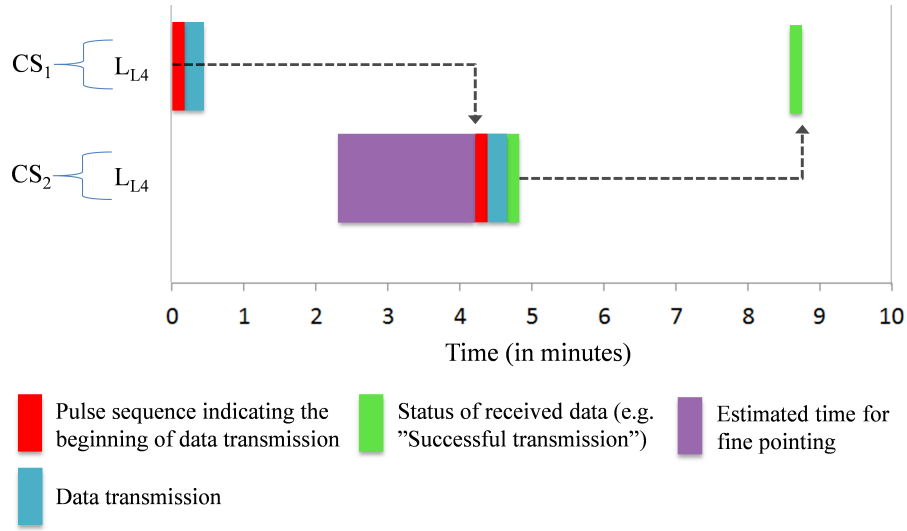 CS1
LL4
CS2
LL4
0 1 2 3 4 5 6 7 8 9 10
Time (in minutes)
Pulse sequence indicating the
beginning of data transmission
Status of received data (e.g.
”Successful transmission”)
Estimated time for
fine pointing
Data transmission